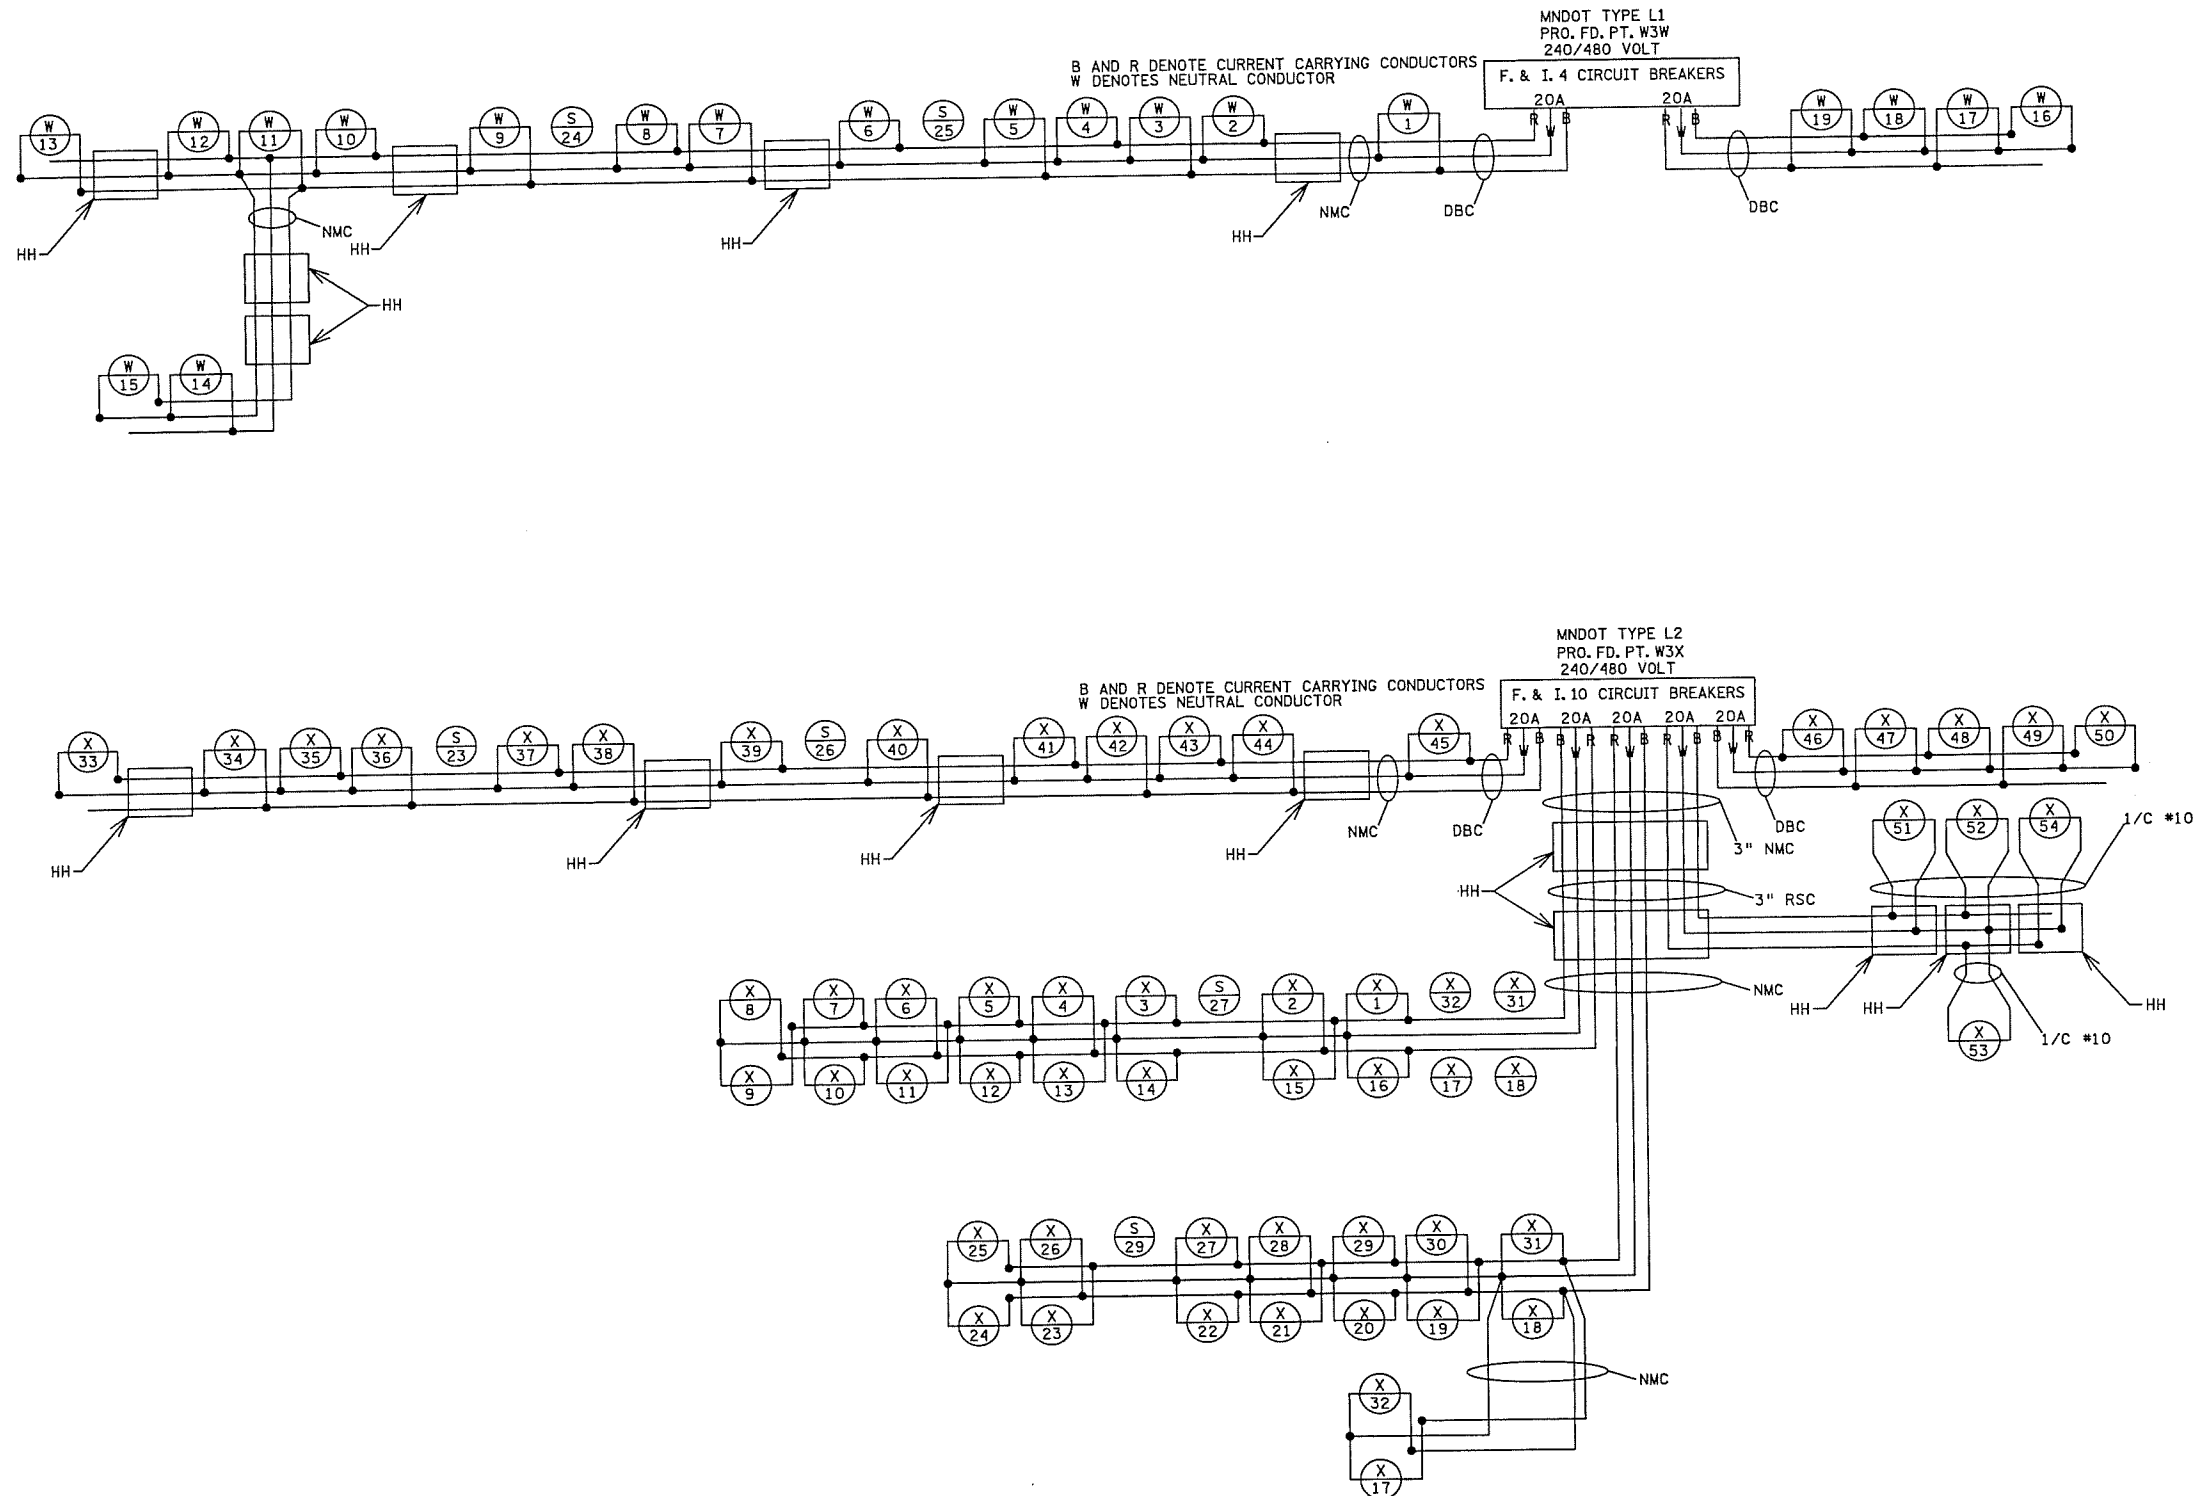 MNDOT TYPE L1
PRO. FD. PT. W3W
240/480 VOLT
B AND R DENOTE CURRENT CARRYING CONDUCTORS
W DENOTES NEUTRAL CONDUCTOR
F. & I. 4 CIRCUIT BREAKERS
20A 20A
R W B R W B
W 13
W 12
W 11
W 10
W 9
S 24
W 8
W 7
W 6
S 25
W 5
W 4
W 3
W 2
W 1
W 19
W 18
W 17
W 16
HH
NMC
HH
HH
HH
NMC
DBC
DBC
HH
W 15
W 14
MNDOT TYPE L2
PRO. FD. PT. W3X
240/480 VOLT
B AND R DENOTE CURRENT CARRYING CONDUCTORS
W DENOTES NEUTRAL CONDUCTOR
F. & I. 10 CIRCUIT BREAKERS
20A 20A 20A 20A 20A
R W B B W R R W B R W B B W R
X 33
X 34
X 35
X 36
S 23
X 37
X 38
X 39
S 26
X 40
X 41
X 42
X 43
X 44
X 45
X 46
X 47
X 48
X 49
X 50
HH
HH
HH
HH
NMC
DBC
DBC
3" NMC
X 51
X 52
X 54
1/C #10
HH
3" RSC
NMC
HH
HH
HH
X 53
1/C #10
X 8
X 7
X 6
X 5
X 4
X 3
S 27
X 2
X 1
X 32
X 31
X 9
X 10
X 11
X 12
X 13
X 14
X 15
X 16
X 17
X 18
X 25
X 26
S 29
X 27
X 28
X 29
X 30
X 31
X 24
X 23
X 22
X 21
X 20
X 19
X 18
NMC
X 32
X 17